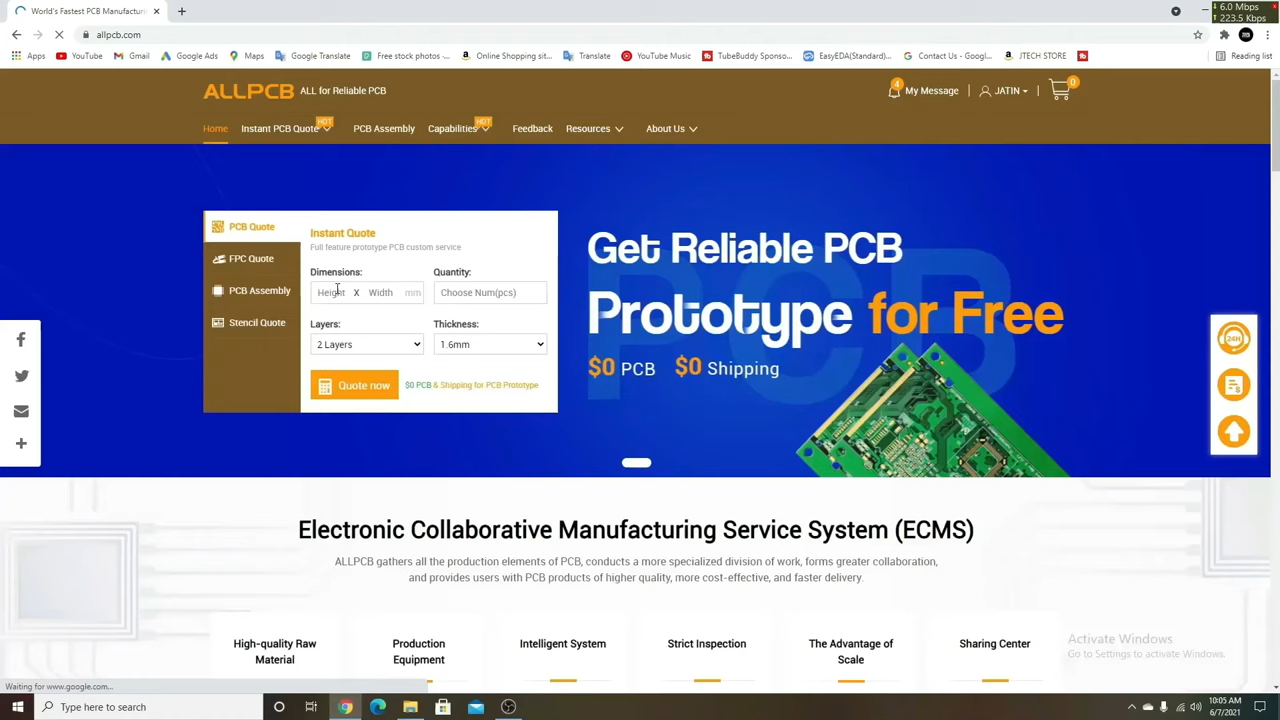 World's Fastest PCB Manufacturi
6.0 Mbps
223.5 Kbps
allpcb.com
Apps
YouTube
Gmail
Google Ads
Maps
Google Translate
Free stock photos -...
Online Shopping sit...
Translate
YouTube Music
TubeBuddy Sponso...
EasyEDA(Standard)...
Contact Us - Googl...
JTECH STORE
Reading list
ALLPCB ALL for Reliable PCB
4
My Message
JATIN
0
Home
Instant PCB Quote
HOT
PCB Assembly
Capabilities
HOT
Feedback
Resources
About Us
PCB Quote
FPC Quote
PCB Assembly
Stencil Quote
Instant Quote
Full feature prototype PCB custom service
Dimensions:
Quantity:
Height X Width mm
Choose Num(pcs)
Layers:
Thickness:
2 Layers
1.6mm
Quote now
$0 PCB & Shipping for PCB Prototype
PCB
Get Reliable PCB
Prototype for Free
$0 PCB $0 Shipping
24H
Electronic Collaborative Manufacturing Service System (ECMS)
ALLPCB gathers all the production elements of PCB, conducts a more specialized division of work, forms greater collaboration,
and provides users with PCB products of higher quality, more cost-effective, and faster delivery.
High-quality Raw
Material
Production
Equipment
Intelligent System
Strict Inspection
The Advantage of
Scale
Sharing Center
Activate Windows
Go to Settings to activate Windows.
Waiting for www.google.com...
Type here to search
10:05 AM
6/7/2021